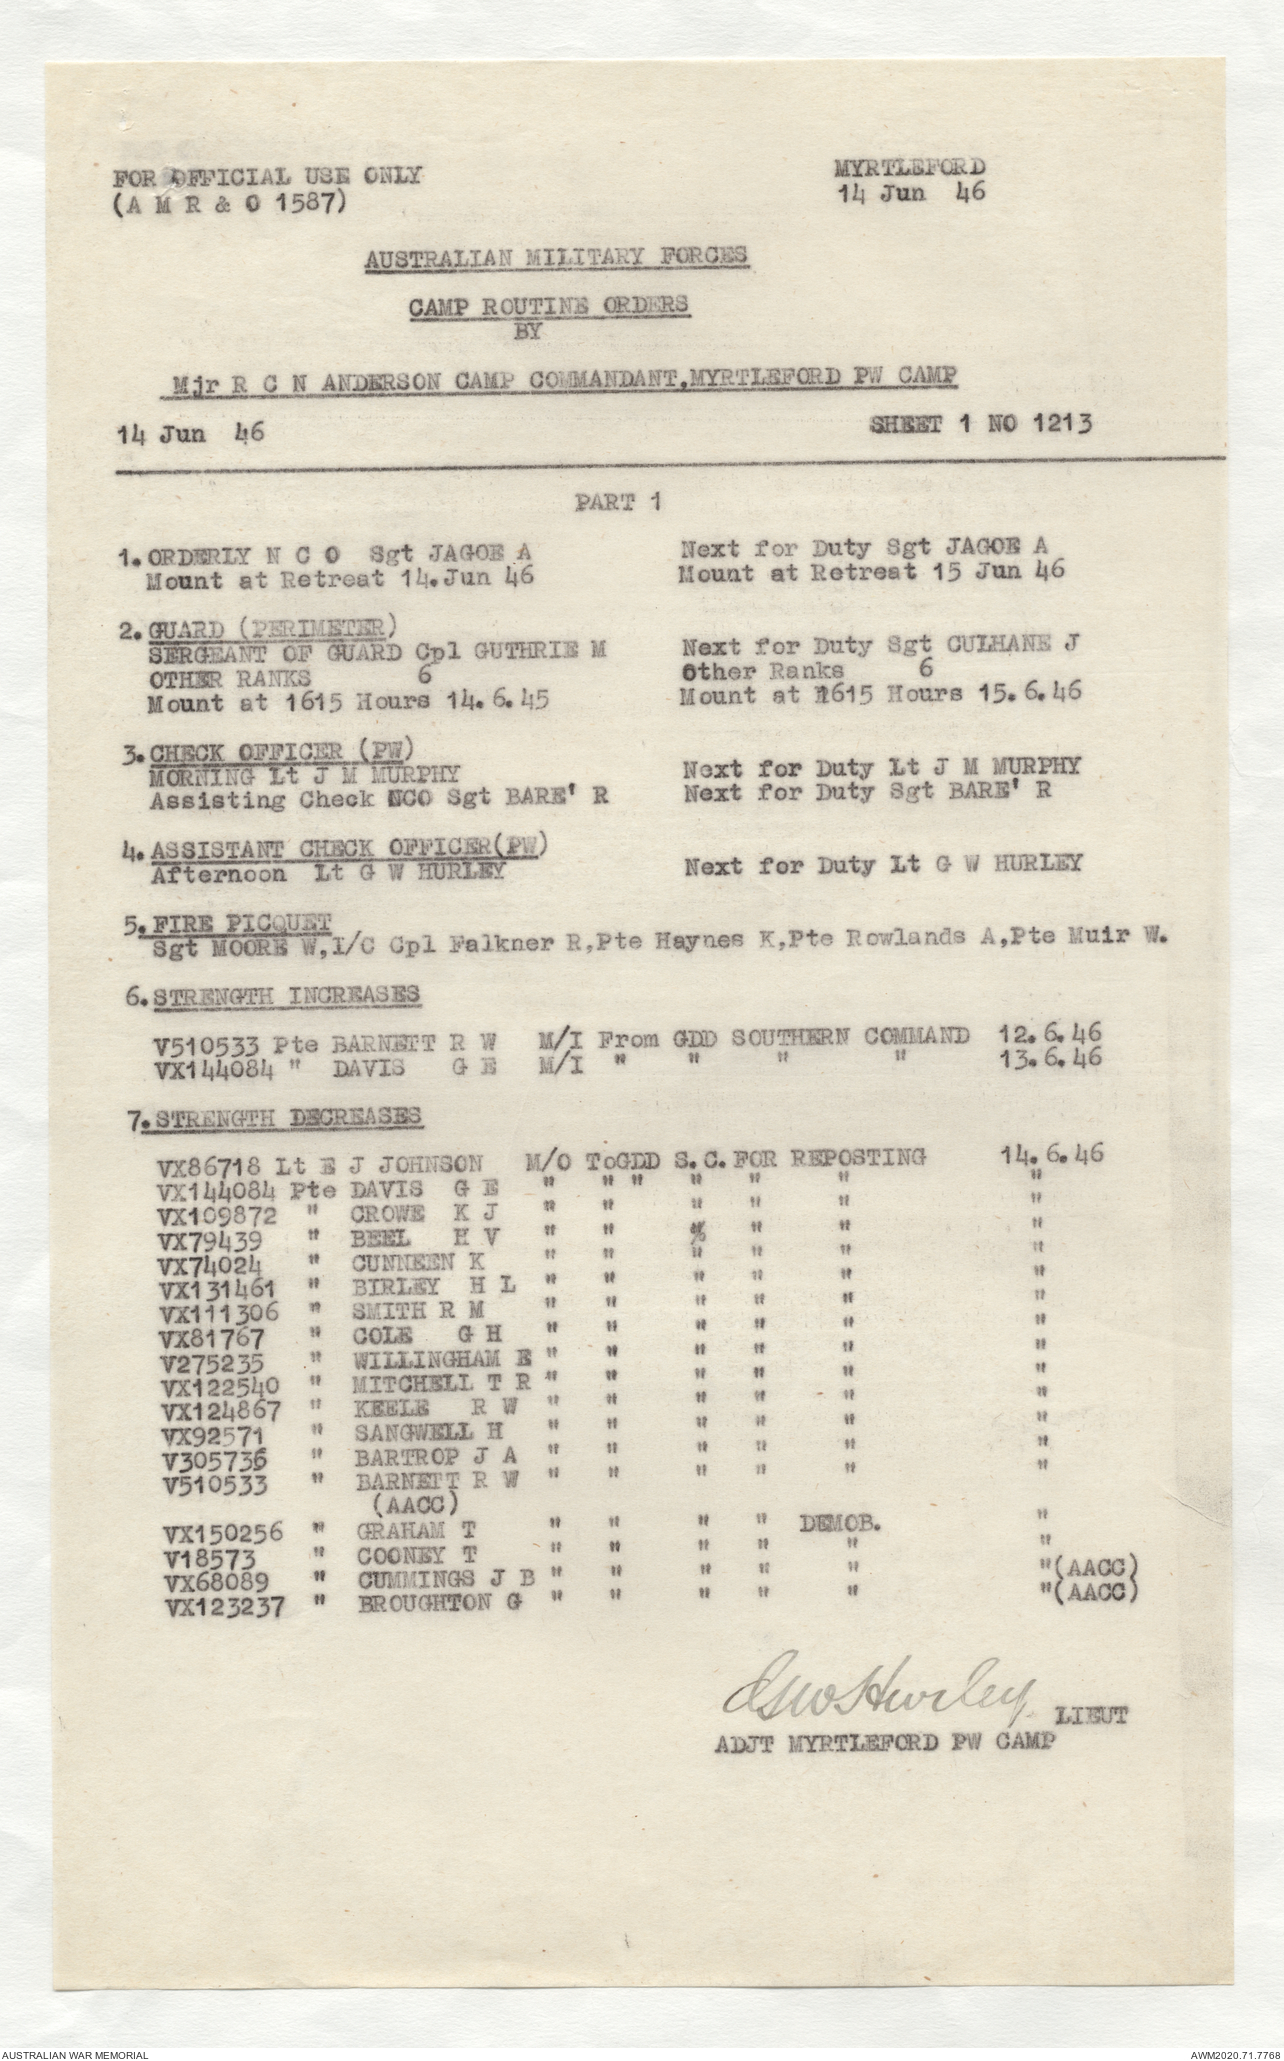 FOR OFFICIAL USE ONLY
(A M R & O 1587)
MYRTLEFORD
14 Jun 46
AUSTRALIAN MILITARY FORCES
CAMP ROUTINE ORDERS
BY
Mjr R C N ANDERSON CAMP COMMANDANT,MYRTLEFORD PW CAMP
14 Jun 46 SHEET 1 NO 1213
PART 1
1. ORDERLY N C O Sgt JAGOE A Next for Duty Sgt JAGOE A
Mount at Retreat 14.Jun 46 Mount at Retreat 15 Jun 46
2. GUARD (PERIMETER)
SERGEANT OF GUARD Cpl GUTHRIE M Next for Duty Sgt CULHANE J
OTHER RANKS 6 Other Ranks 6
Mount at 1615 Hours 14.6.45 Mount at 1615 Hours 15.6.46
3. CHECK OFFICER (PW)
MORNING Lt J M MURPHY Next for Duty Lt J M MURPHY
Assisting Check NCO Sgt BARE' R Next for Duty Sgt BARE' R
4. ASSISTANT CHECK OFFICER(PW)
Afternoon Lt G W HURLEY Next for Duty Lt G W HURLEY
5. FIRE PICQUET
Sgt MOORE W,I/C Cpl Falkner R,Pte Haynes K,Pte Rowlands A,Pte Muir W.
6. STRENGTH INCREASES
V510533 Pte BARNETT R W M/I From GDD SOUTHERN COMMAND 12.6.46
VX144084 " DAVIS G E M/I " " " " 13.6.46
7. STRENGTH DECREASES
VX86718 Lt E J JOHNSON M/O ToGDD S.C.FOR REPOSTING 14.6.46
VX144084 Pte DAVIS G E " " " " " " "
VX109872 " CROWE K J " " " " " "
VX79439 " BEEL H V " " " " " "
VX74024 " CUNNEEN K " " " " " "
VX131461 " BIRLEY H L " " " " " "
VX111306 " SMITH R M " " " " " "
VX81767 " COLE G H " " " " " "
V275235 " WILLINGHAM E " " " " " "
VX122540 " MITCHELL T R " " " " " "
VX124867 " KEELE R W " " " " " "
VX92571 " SANGWELL H " " " " " "
V305736 " BARTROP J A " " " " " "
V510533 " BARNETT R W " " " " " "
(AACC)
VX150256 " GRAHAM T " " " " DEMOB. "
V18573 " COONEY T " " " " " "
VX68089 " CUMMINGS J B " " " " " "(AACC)
VX123237 " BROUGHTON G " " " " " "(AACC)
GWHurley LIEUT
ADJT MYRTLEFORD PW CAMP
AUSTRALIAN WAR MEMORIAL AWM2020.71.7768